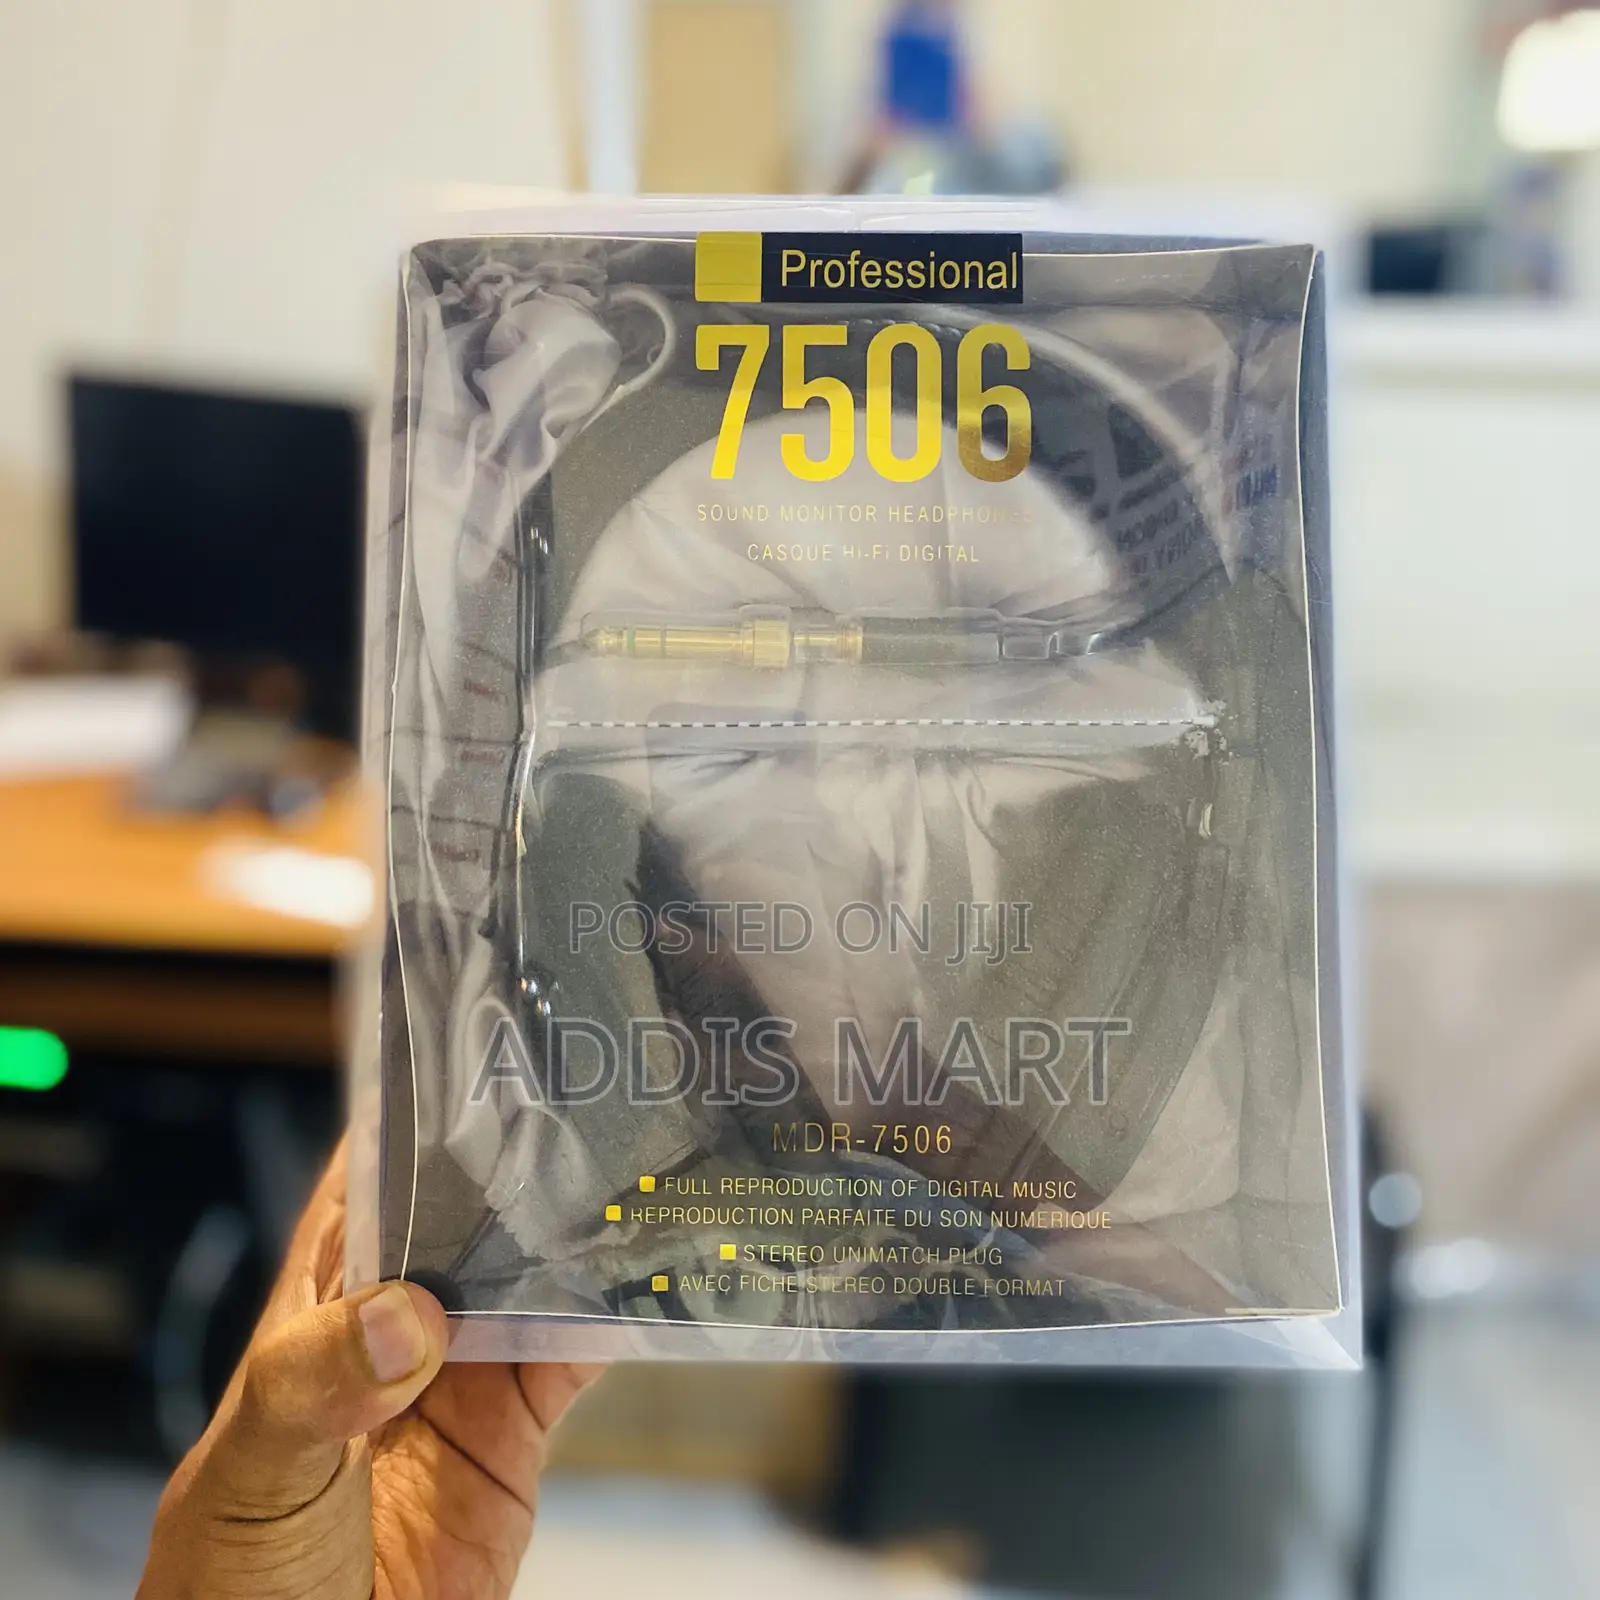 Professional
7506
SOUND MONITOR HEADPHONES
CASQUE Hi-Fi DIGITAL
POSTED ON JIJI
ADDIS MART
MDR-7506
FULL REPRODUCTION OF DIGITAL MUSIC
REPRODUCTION PARFAITE DU SON NUMERIQUE
STEREO UNIMATCH PLUG
AVEC FICHE STEREO DOUBLE FORMAT